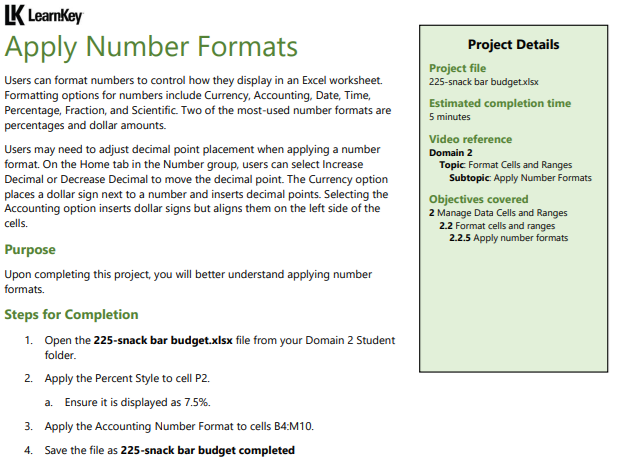 LK LearnKey
Apply Number Formats
Users can format numbers to control how they display in an Excel worksheet.
Formatting options for numbers include Currency, Accounting, Date, Time,
Percentage, Fraction, and Scientific. Two of the most-used number formats are
percentages and dollar amounts.
Users may need to adjust decimal point placement when applying a number
format. On the Home tab in the Number group, users can select Increase
Decimal or Decrease Decimal to move the decimal point. The Currency option
places a dollar sign next to a number and inserts decimal points. Selecting the
Accounting option inserts dollar signs but aligns them on the left side of the
cells.
Purpose
Upon completing this project, you will better understand applying number
formats.
Steps for Completion
1. Open the 225-snack bar budget.xlsx file from your Domain 2 Student
folder.
2. Apply the Percent Style to cell P2.
a. Ensure it is displayed as 7.5%.
3. Apply the Accounting Number Format to cells B4:M10.
4. Save the file as 225-snack bar budget completed
Project Details
Project file
225-snack bar budget.xlsx
Estimated completion time
5 minutes
Video reference
Domain 2
Topic: Format Cells and Ranges
Subtopic: Apply Number Formats
Objectives covered
2 Manage Data Cells and Ranges
2.2 Format cells and ranges
2.2.5 Apply number formats